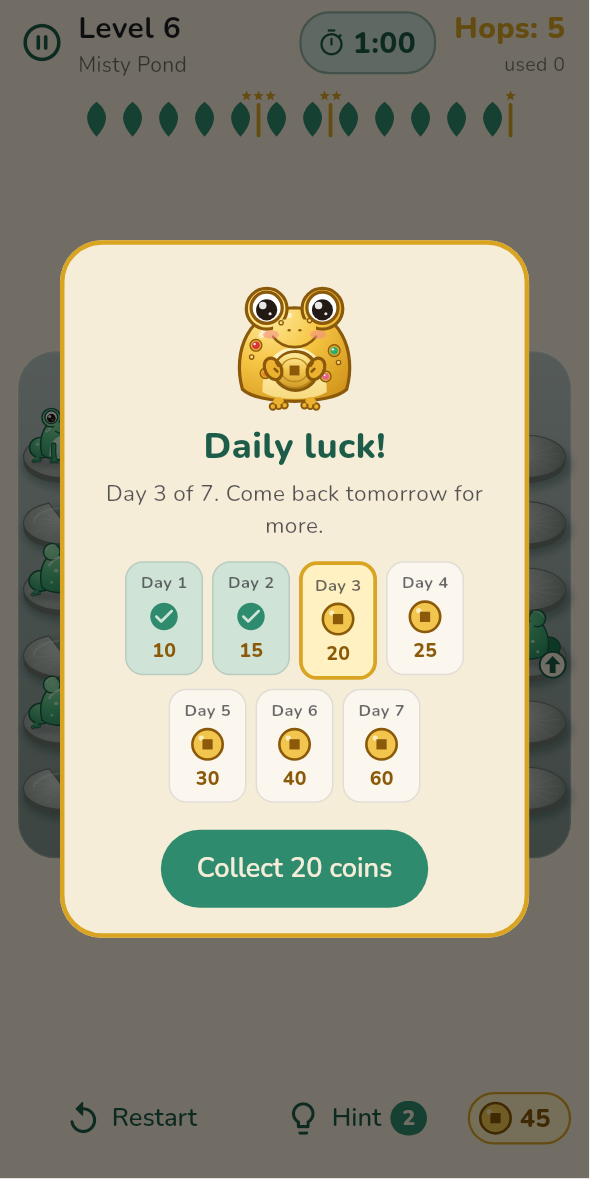 Level 6
Misty Pond
1:00
Hops: 5
used 0
Daily luck!
Day 3 of 7. Come back tomorrow for
more.
Day 1
10
Day 2
15
Day 3
20
Day 4
25
Day 5
30
Day 6
40
Day 7
60
Collect 20 coins
Restart
Hint 2
45